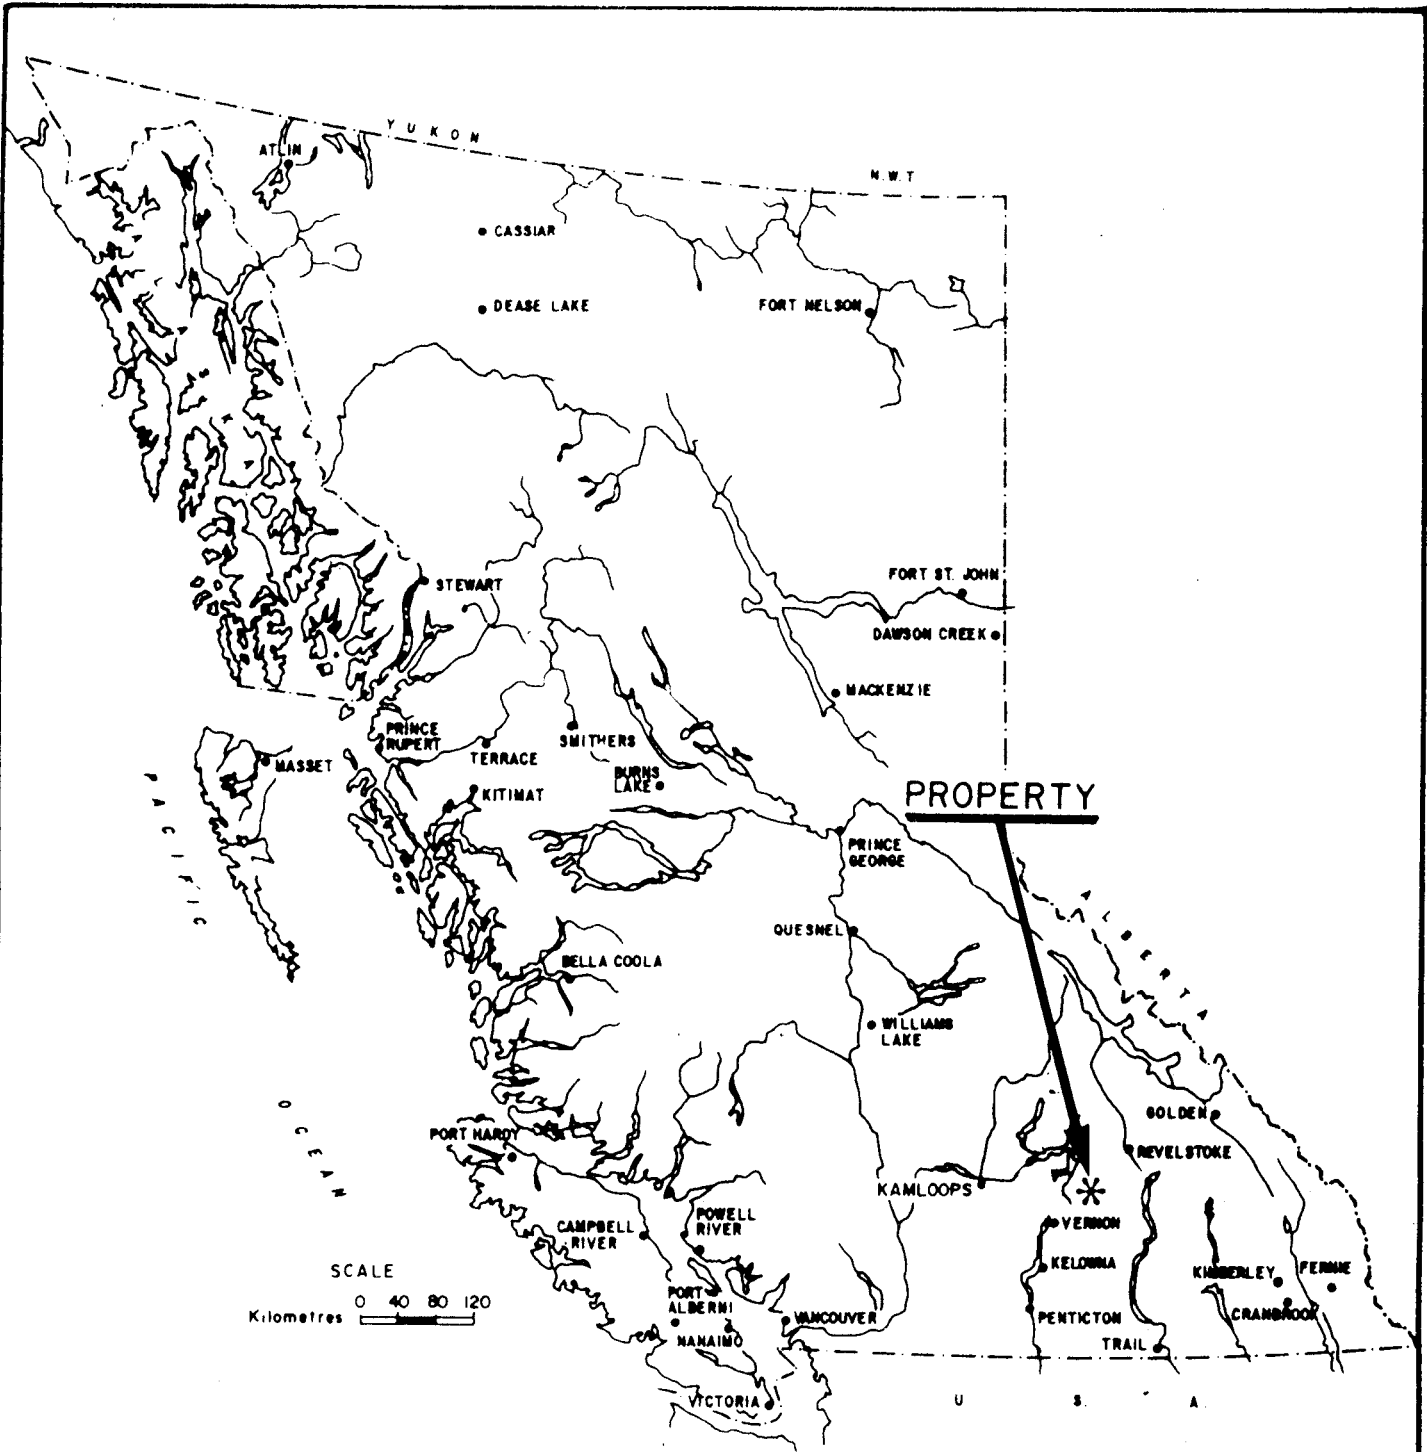 YUKON
ATLIN
N.W.T
CASSIAR
DEASE LAKE
FORT NELSON
ALASKA
STEWART
FORT ST. JOHN
DAWSON CREEK
MACKENZIE
PRINCE
RUPERT
TERRACE
SMITHERS
MASSET
BURNS
LAKE
KITIMAT
PROPERTY
PRINCE
GEORGE
PACIFIC
ALBERTA
QUESNEL
BELLA COOLA
WILLIAMS
LAKE
OCEAN
GOLDEN
PORT HARDY
REVELSTOKE
KAMLOOPS
CAMPBELL
RIVER
POWELL
RIVER
VERNON
KELOWNA
KIMBERLEY
FERNIE
SCALE
Kilometres 0 40 80 120
PORT
ALBERNI
NANAIMO
VANCOUVER
PENTICTON
CRANBROOK
TRAIL
VICTORIA
U S. A.